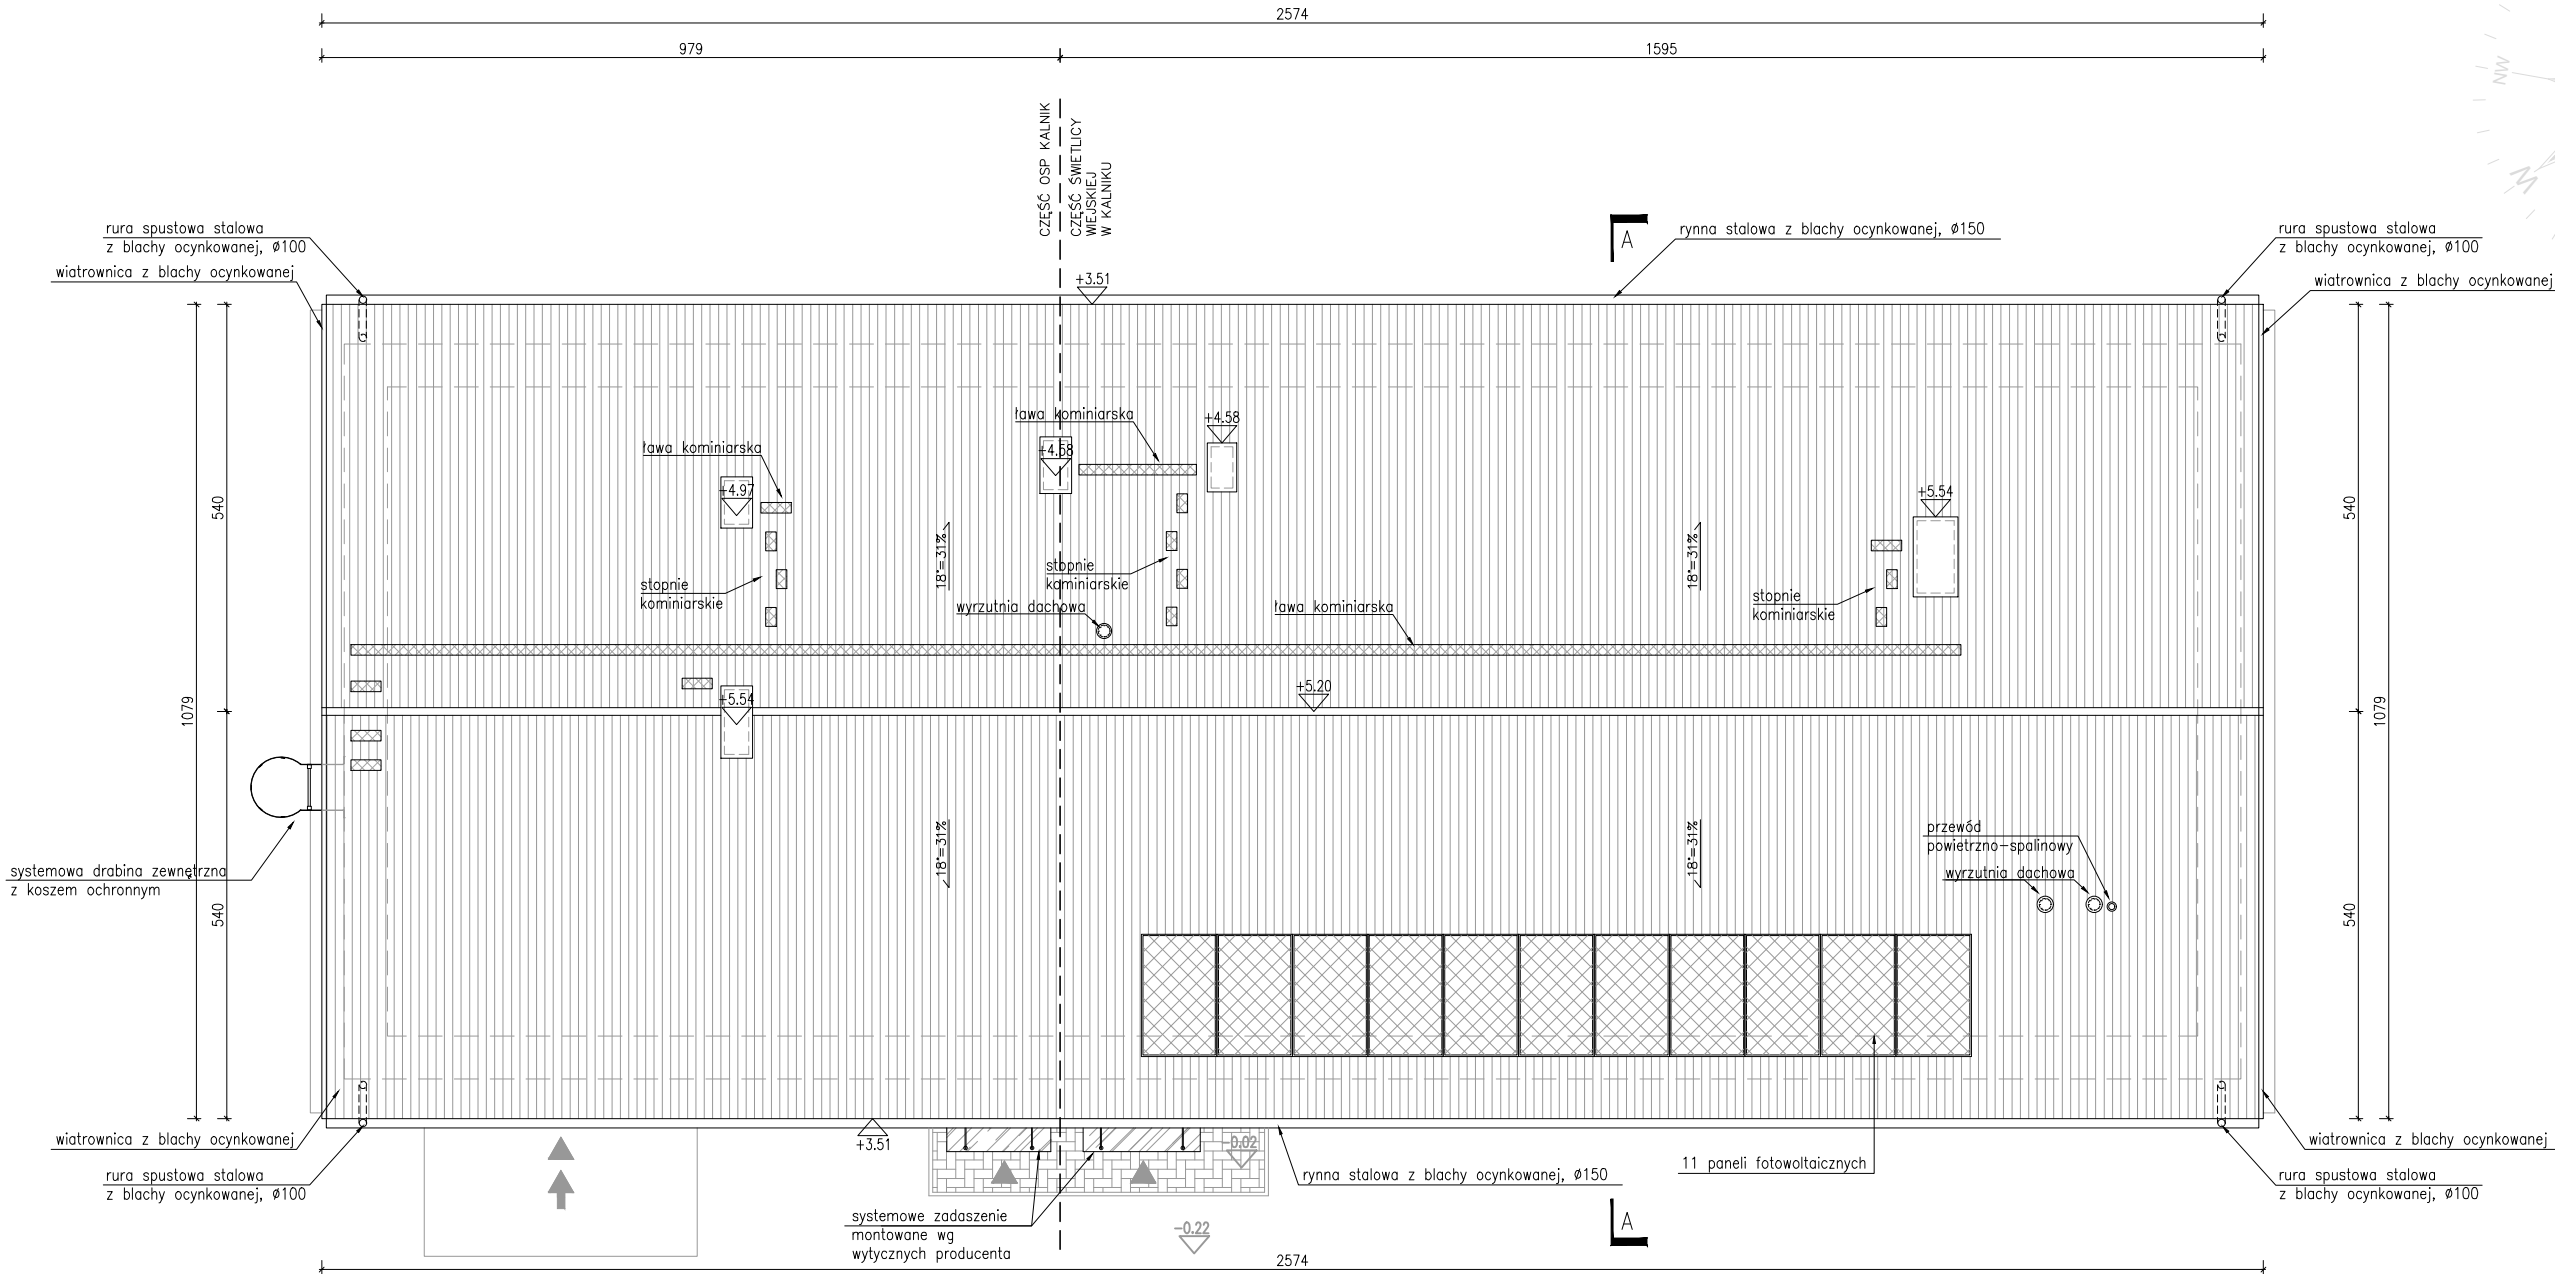 2574
979
1595
CZĘŚĆ OSP KALNIK
CZĘŚĆ ŚWIETLICY
WIEJSKIEJ
W KALNIKU
NW
W
rura spustowa stalowa
z blachy ocynkowanej, Ø100
wiatrownica z blachy ocynkowanej
A
rynna stalowa z blachy ocynkowanej, Ø150
rura spustowa stalowa
z blachy ocynkowanej, Ø100
wiatrownica z blachy ocynkowanej
+3.51
ława kominiarska
+4.58
+4.58
ława kominiarska
+4.97
+5.54
540
540
18°=31%
18°=31%
stopnie
kominiarskie
stopnie
kominiarskie
stopnie
kominiarskie
wyrzutnia dachowa
ława kominiarska
+5.54
+5.20
1079
1079
18°=31%
18°=31%
przewód
powietrzno-spalinowy
wyrzutnia dachowa
systemowa drabina zewnętrzna
z koszem ochronnym
540
540
wiatrownica z blachy ocynkowanej
+3.51
-0.02
wiatrownica z blachy ocynkowanej
11 paneli fotowoltaicznych
rura spustowa stalowa
z blachy ocynkowanej, Ø100
rynna stalowa z blachy ocynkowanej, Ø150
rura spustowa stalowa
z blachy ocynkowanej, Ø100
systemowe zadaszenie
montowane wg
wytycznych producenta
-0.22
A
2574